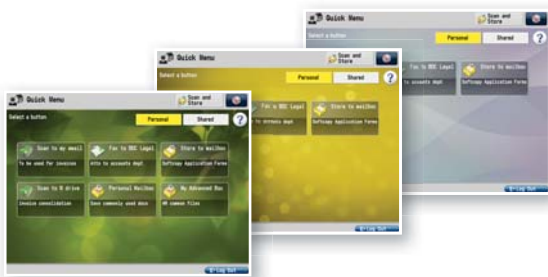 Quick Menu
Scan and
Store
Select a button
Personal
Shared
?
Fax to BBC Legal
Store to mailbox
to accounts dept
Softcopy Application Forms
Quick Menu
Scan and
Store
Select a button
Personal
Shared
?
Fax to BBC Legal
Store to mailbox
to accounts dept
Softcopy Application Forms
Log Out
Quick Menu
Scan and
Store
Select a button
Personal
Shared
?
Scan to my email
Fax to BBC Legal
Store to mailbox
To be used for invoices
Attn to accounts dept.
Softcopy Application Forms
Scan to N drive
Personal Mailbox
My Advanced Box
Invoice consolidation
Save commonly used docs
HR common files
Log Out